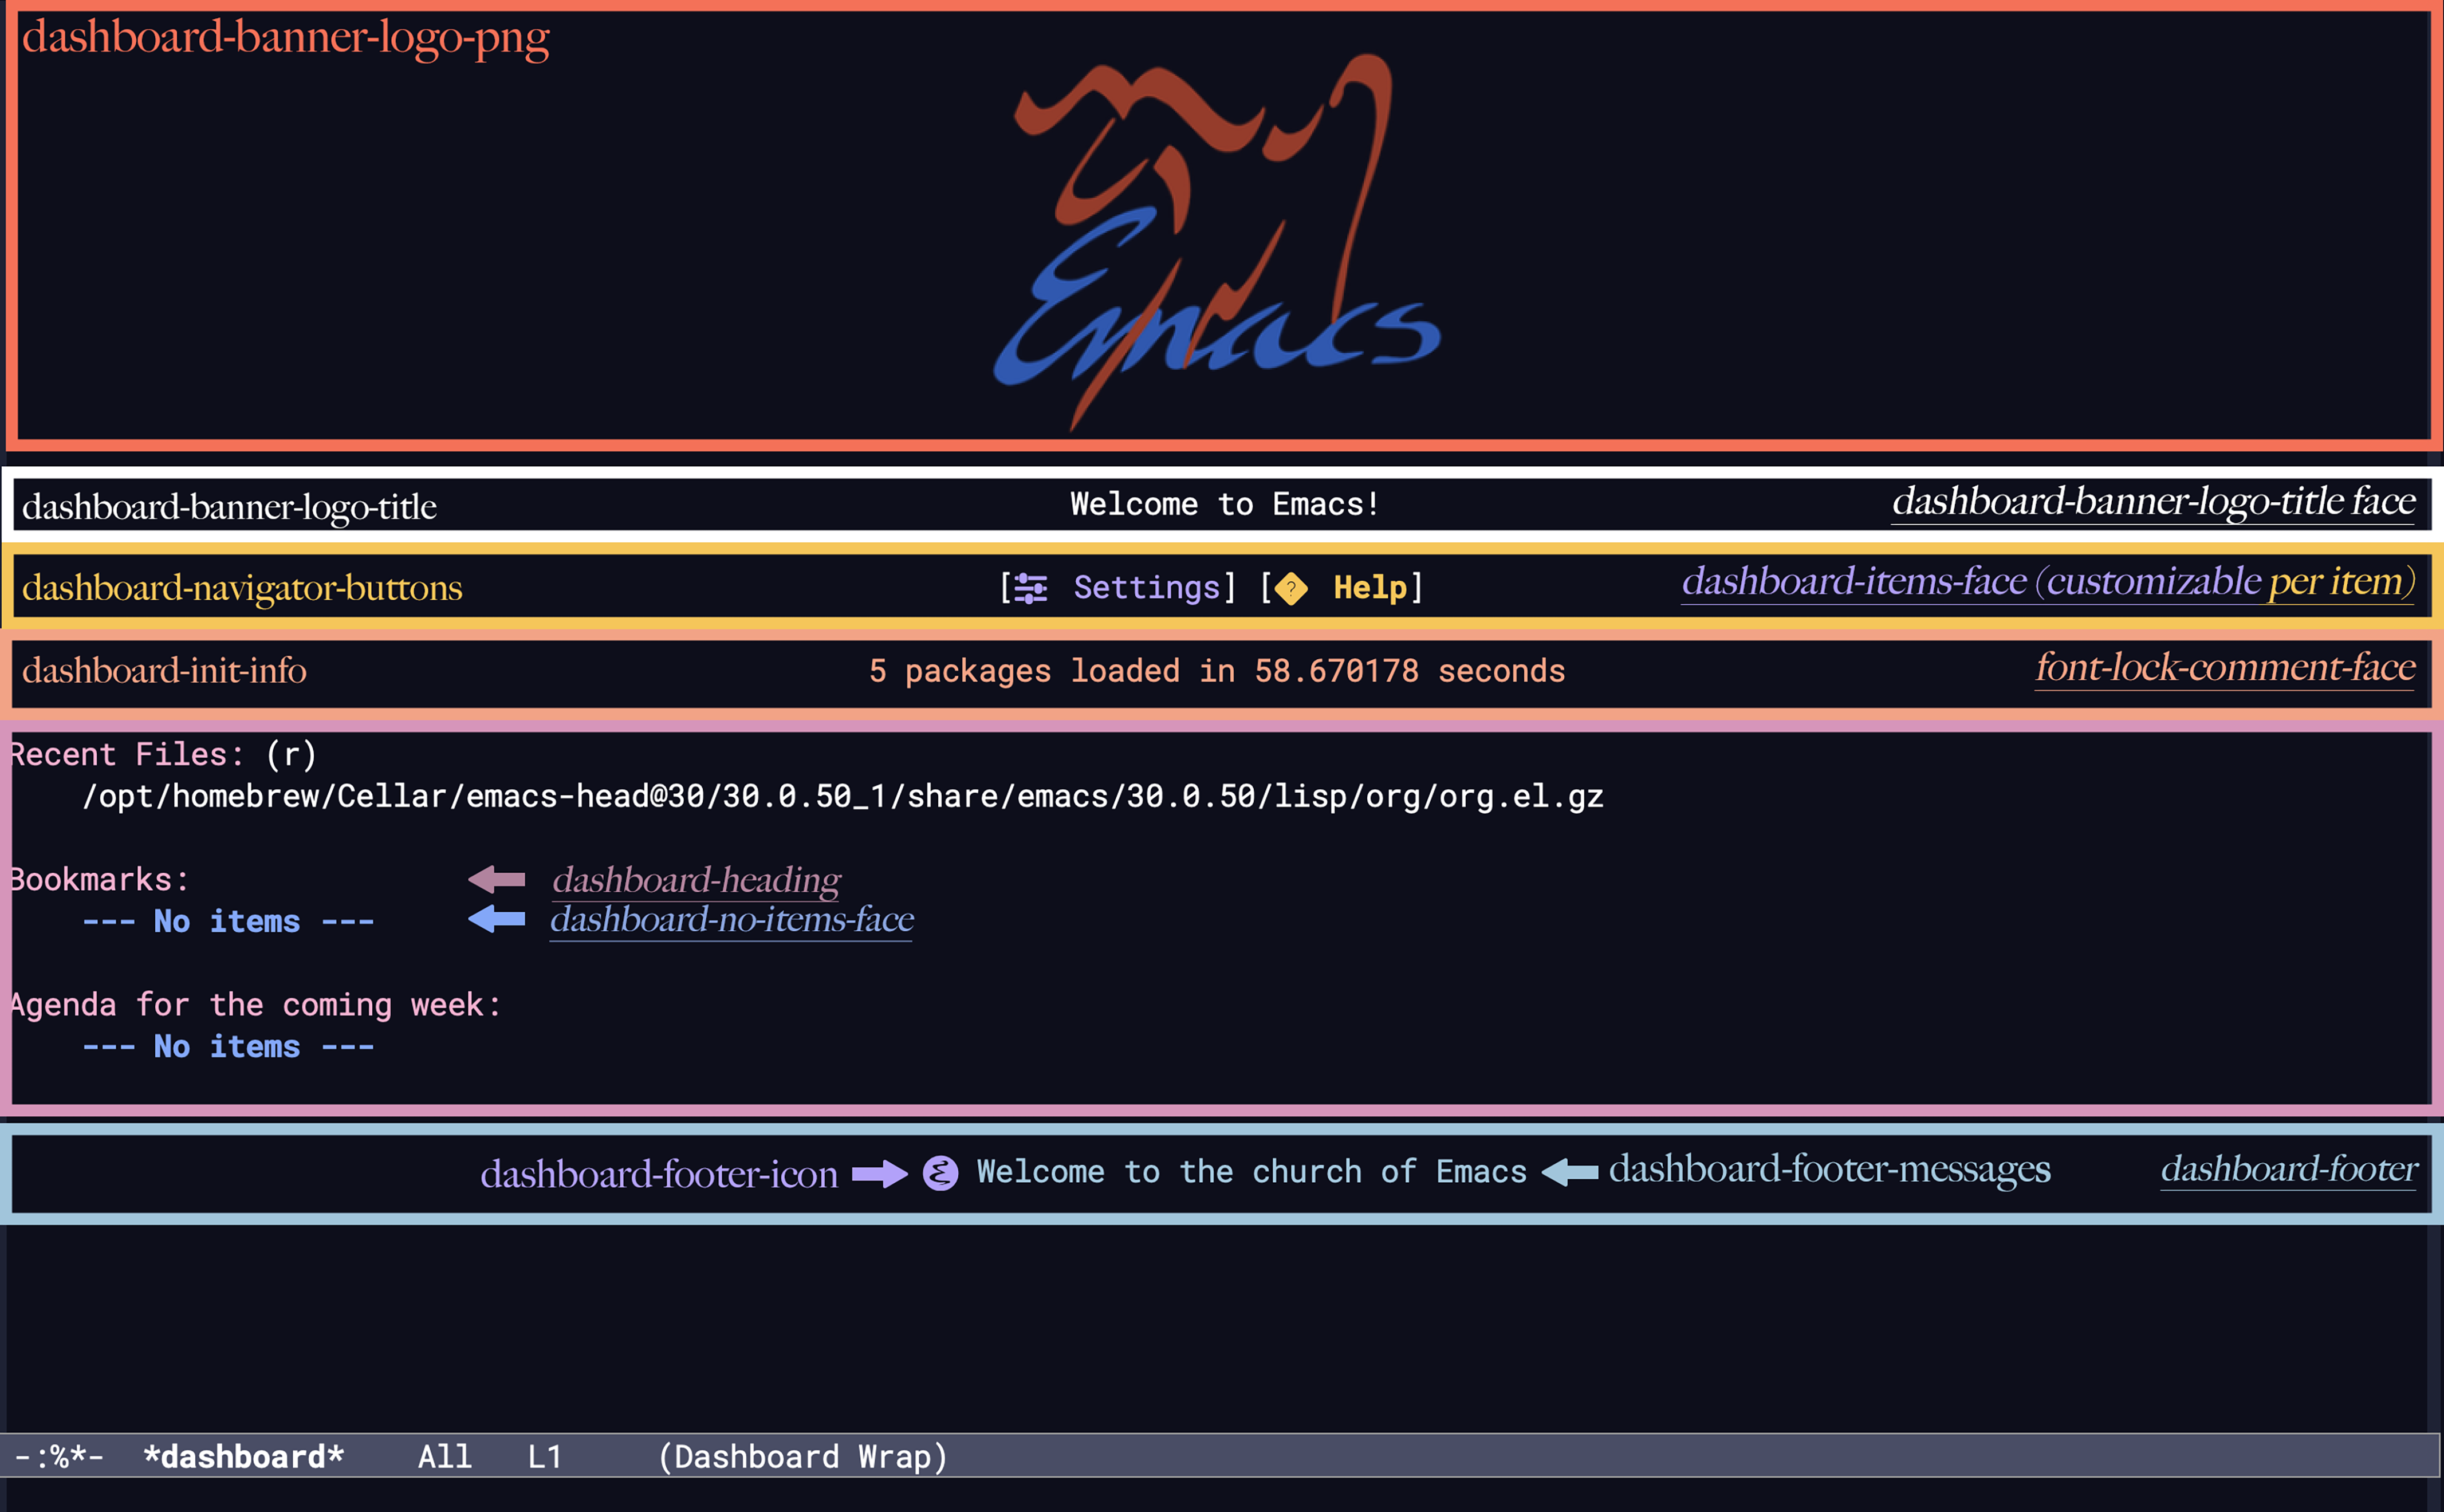 dashboard-banner-logo-png
Emacs
dashboard-banner-logo-title Welcome to Emacs! dashboard-banner-logo-title face
dashboard-navigator-buttons [ Settings] [? Help] dashboard-items-face (customizable per item)
dashboard-init-info 5 packages loaded in 58.670178 seconds font-lock-comment-face
Recent Files: (r)
/opt/homebrew/Cellar/emacs-head@30/30.0.50_1/share/emacs/30.0.50/lisp/org/org.el.gz
Bookmarks: dashboard-heading
--- No items --- dashboard-no-items-face
Agenda for the coming week:
--- No items ---
dashboard-footer-icon Welcome to the church of Emacs dashboard-footer-messages dashboard-footer
-:%*- *dashboard* All L1 (Dashboard Wrap)